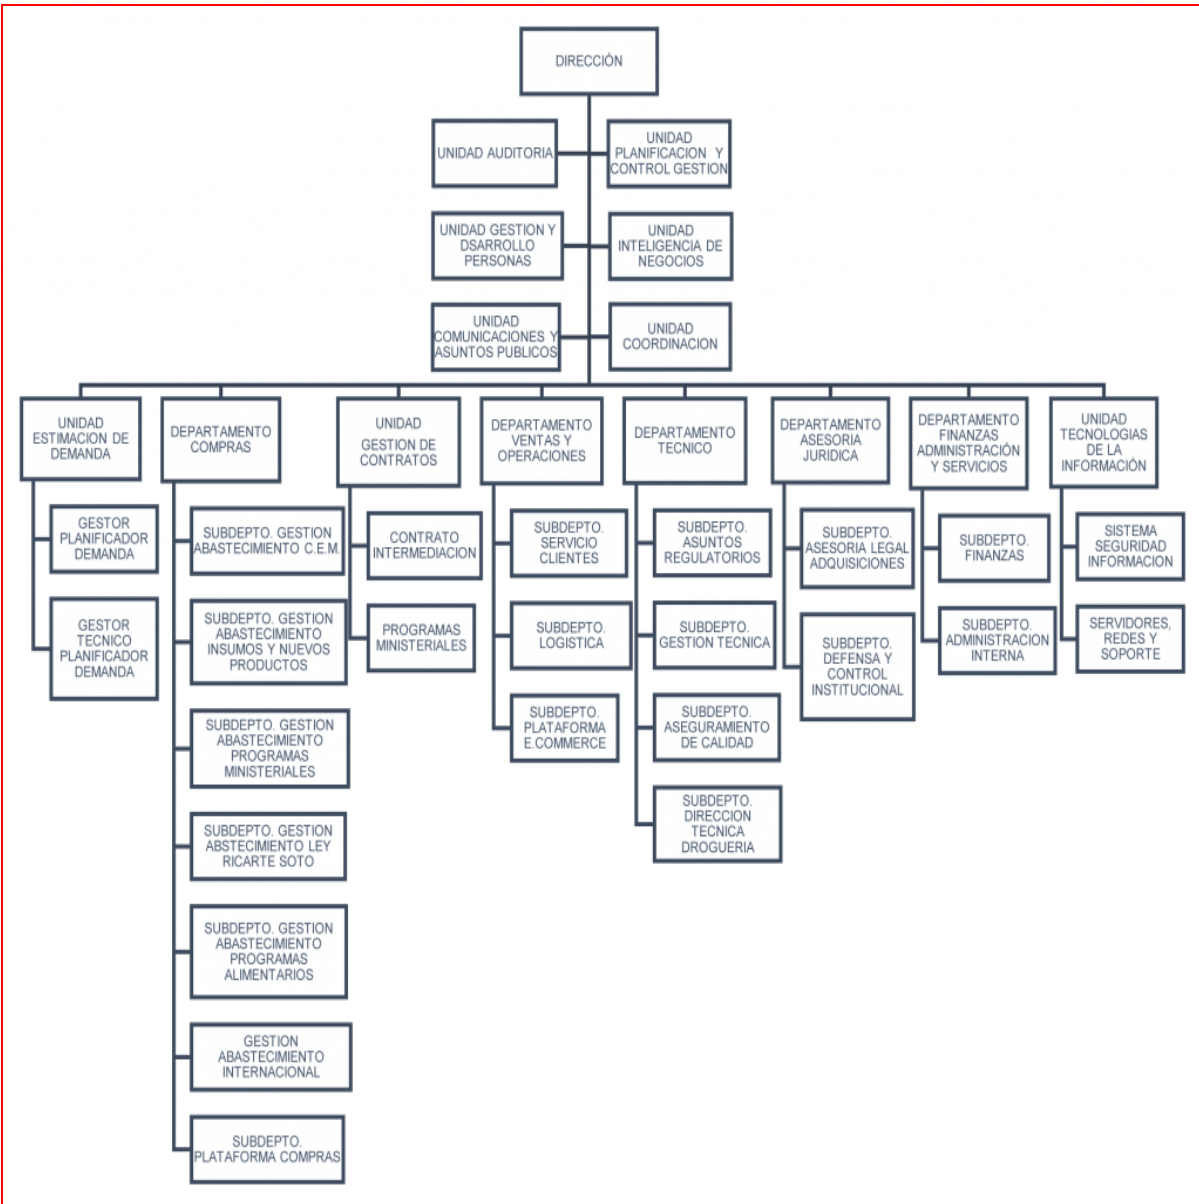 DIRECCIÓN
UNIDAD AUDITORIA
UNIDAD
PLANIFICACION Y
CONTROL GESTION
UNIDAD GESTION Y
DSARROLLO
PERSONAS
UNIDAD
INTELIGENCIA DE
NEGOCIOS
UNIDAD
COMUNICACIONES Y
ASUNTOS PUBLICOS
UNIDAD
COORDINACION
UNIDAD
ESTIMACION DE
DEMANDA
DEPARTAMENTO
COMPRAS
UNIDAD
GESTION DE
CONTRATOS
DEPARTAMENTO
VENTAS Y
OPERACIONES
DEPARTAMENTO
TECNICO
DEPARTAMENTO
ASESORIA
JURIDICA
DEPARTAMENTO
FINANZAS
ADMINISTRACIÓN
Y SERVICIOS
UNIDAD
TECNOLOGIAS
DE LA
INFORMACIÓN
GESTOR
PLANIFICADOR
DEMANDA
GESTOR
TECNICO
PLANIFICADOR
DEMANDA
SUBDEPTO. GESTION
ABASTECIMIENTO C.E.M.
SUBDEPTO. GESTION
ABASTECIMIENTO
INSUMOS Y NUEVOS
PRODUCTOS
SUBDEPTO. GESTION
ABASTECIMIENTO
PROGRAMAS
MINISTERIALES
SUBDEPTO. GESTION
ABSTECIMIENTO LEY
RICARTE SOTO
SUBDEPTO. GESTION
ABASTECIMIENTO
PROGRAMAS
ALIMENTARIOS
GESTION
ABASTECIMIENTO
INTERNACIONAL
SUBDEPTO.
PLATAFORMA COMPRAS
CONTRATO
INTERMEDIACION
PROGRAMAS
MINISTERIALES
SUBDEPTO.
SERVICIO
CLIENTES
SUBDEPTO.
LOGISTICA
SUBDEPTO.
PLATAFORMA
E.COMMERCE
SUBDEPTO.
ASUNTOS
REGULATORIOS
SUBDEPTO.
GESTION TECNICA
SUBDEPTO.
ASEGURAMIENTO
DE CALIDAD
SUBDEPTO.
DIRECCION
TECNICA
DROGUERIA
SUBDEPTO.
ASESORIA LEGAL
ADQUISICIONES
SUBDEPTO.
DEFENSA Y
CONTROL
INSTITUCIONAL
SUBDEPTO.
FINANZAS
SUBDEPTO.
ADMINISTRACION
INTERNA
SISTEMA
SEGURIDAD
INFORMACION
SERVIDORES,
REDES Y
SOPORTE